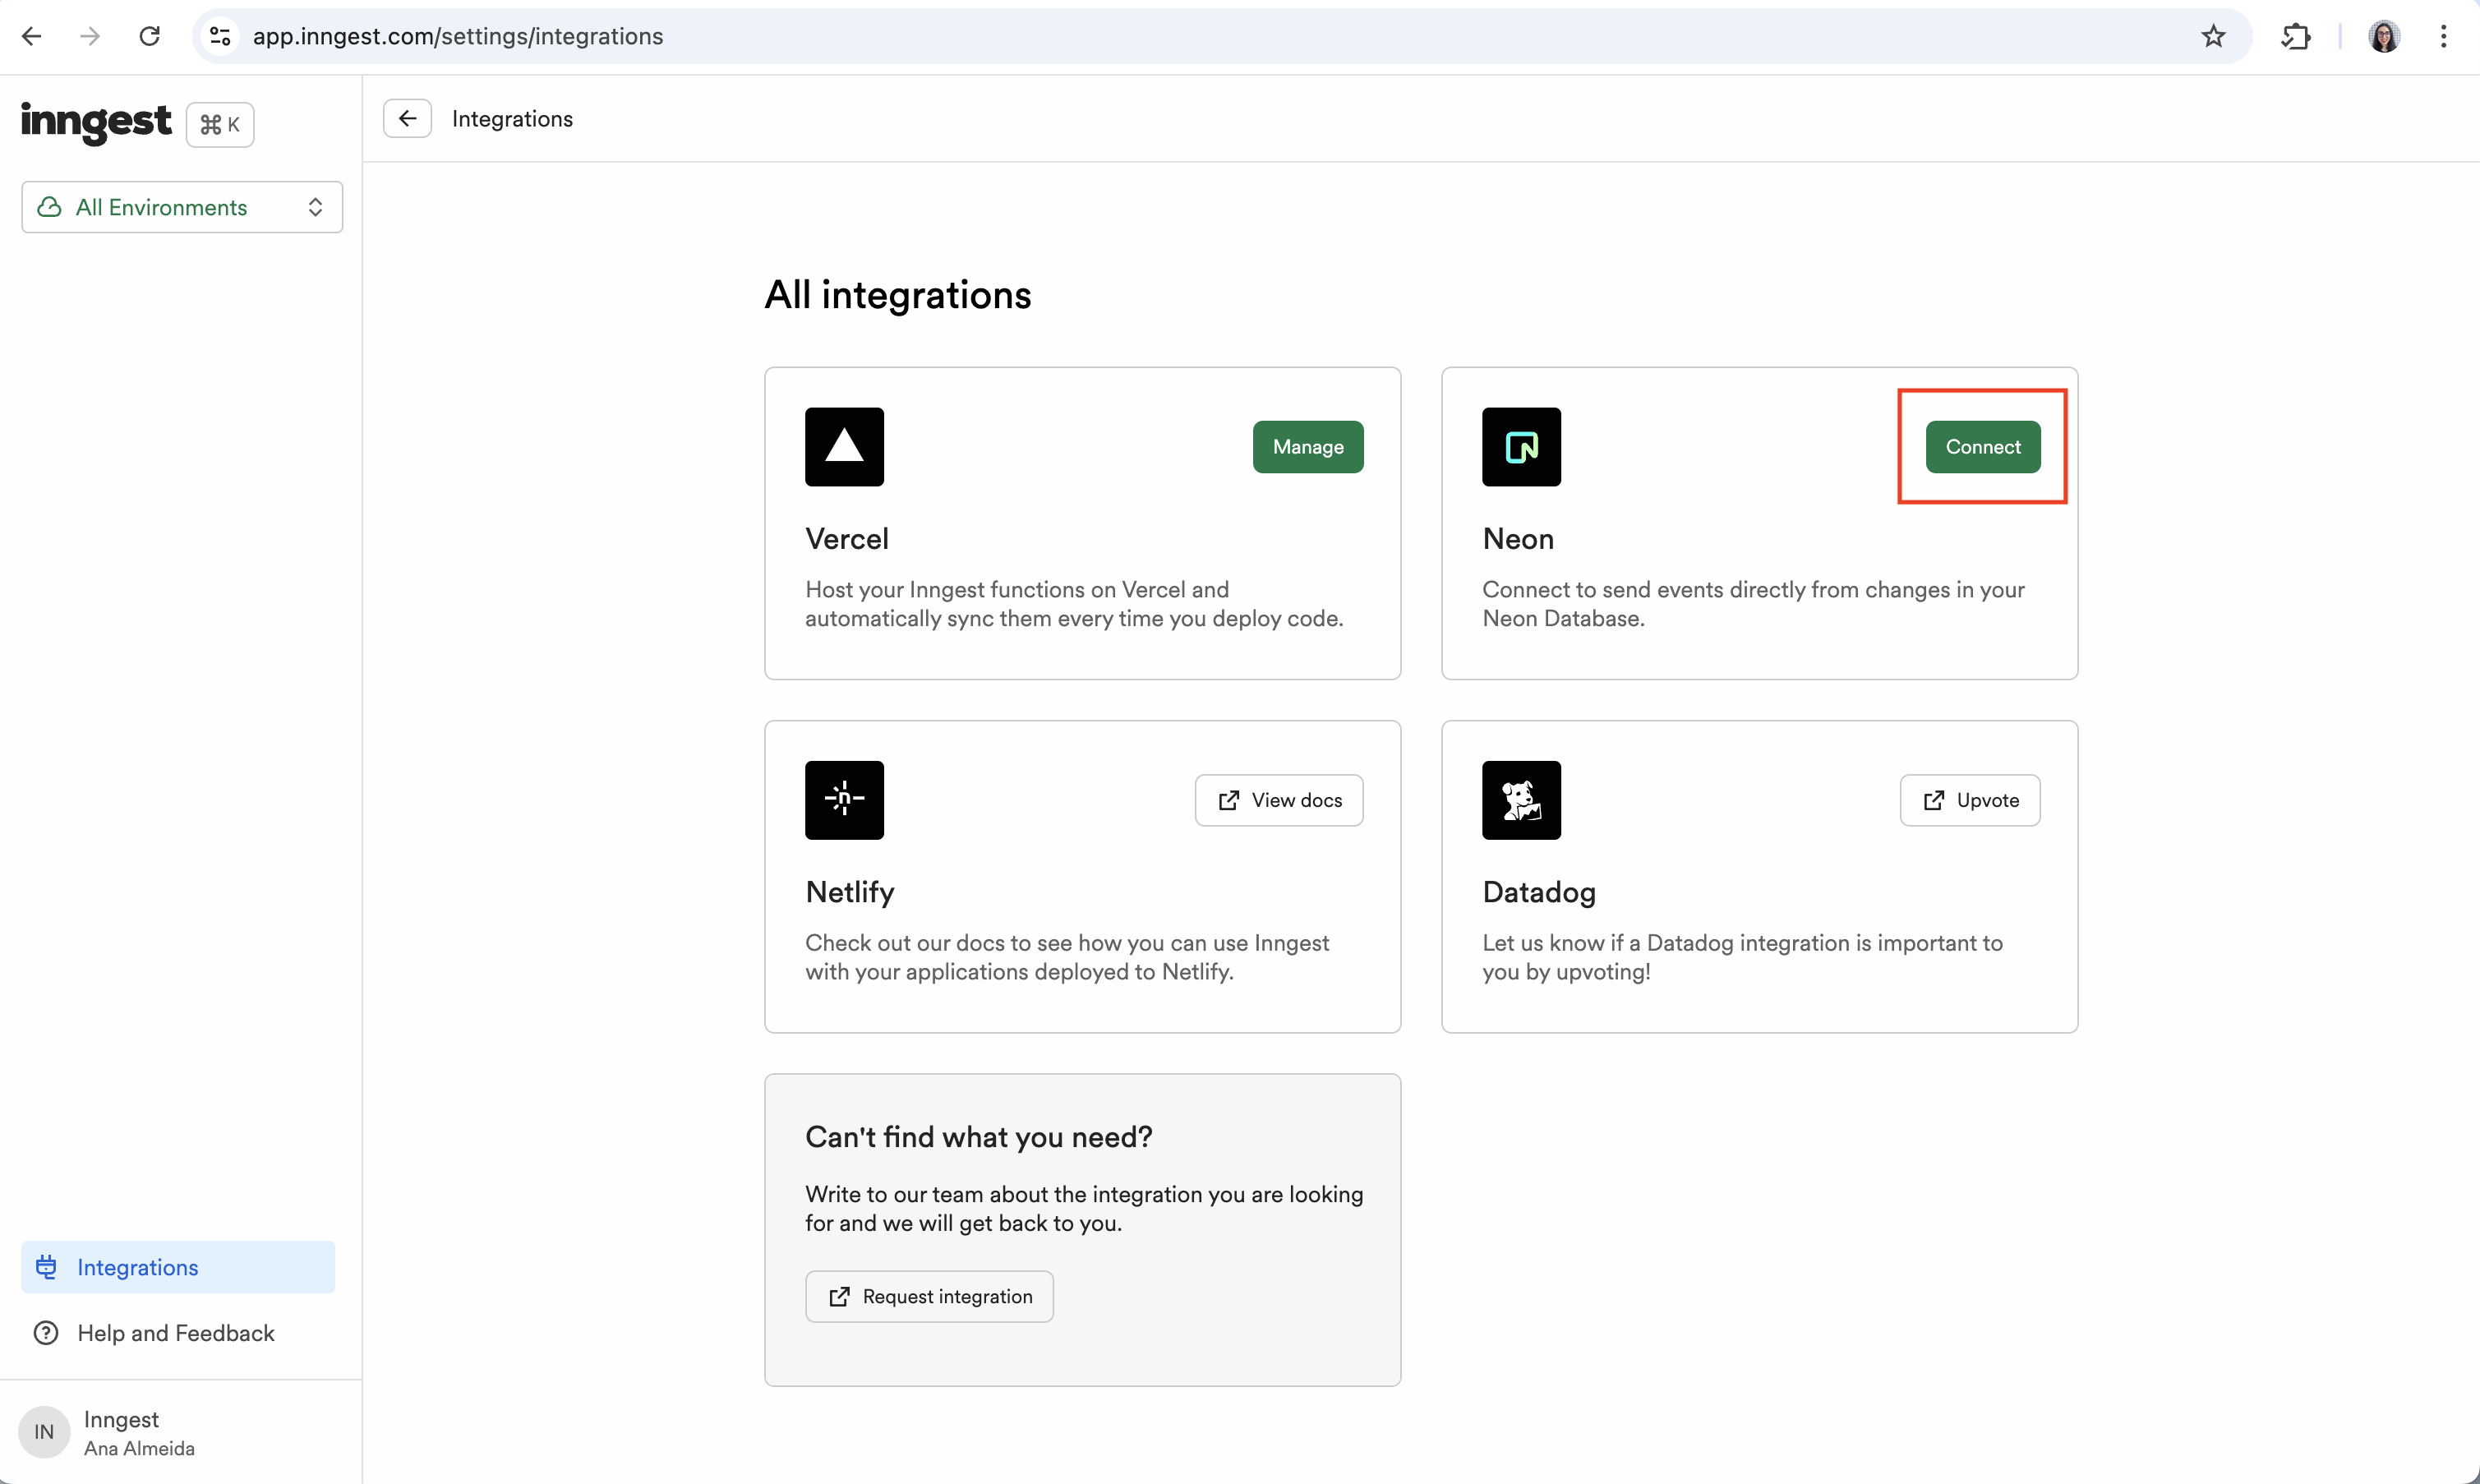 app.inngest.com/settings/integrations
inngest
⌘ K
All Environments
Integrations
All integrations
Manage
Vercel
Host your Inngest functions on Vercel and
automatically sync them every time you deploy code.
Connect
Neon
Connect to send events directly from changes in your
Neon Database.
View docs
Netlify
Check out our docs to see how you can use Inngest
with your applications deployed to Netlify.
Upvote
Datadog
Let us know if a Datadog integration is important to
you by upvoting!
Can't find what you need?
Write to our team about the integration you are looking
for and we will get back to you.
Request integration
Integrations
Help and Feedback
IN
Inngest
Ana Almeida